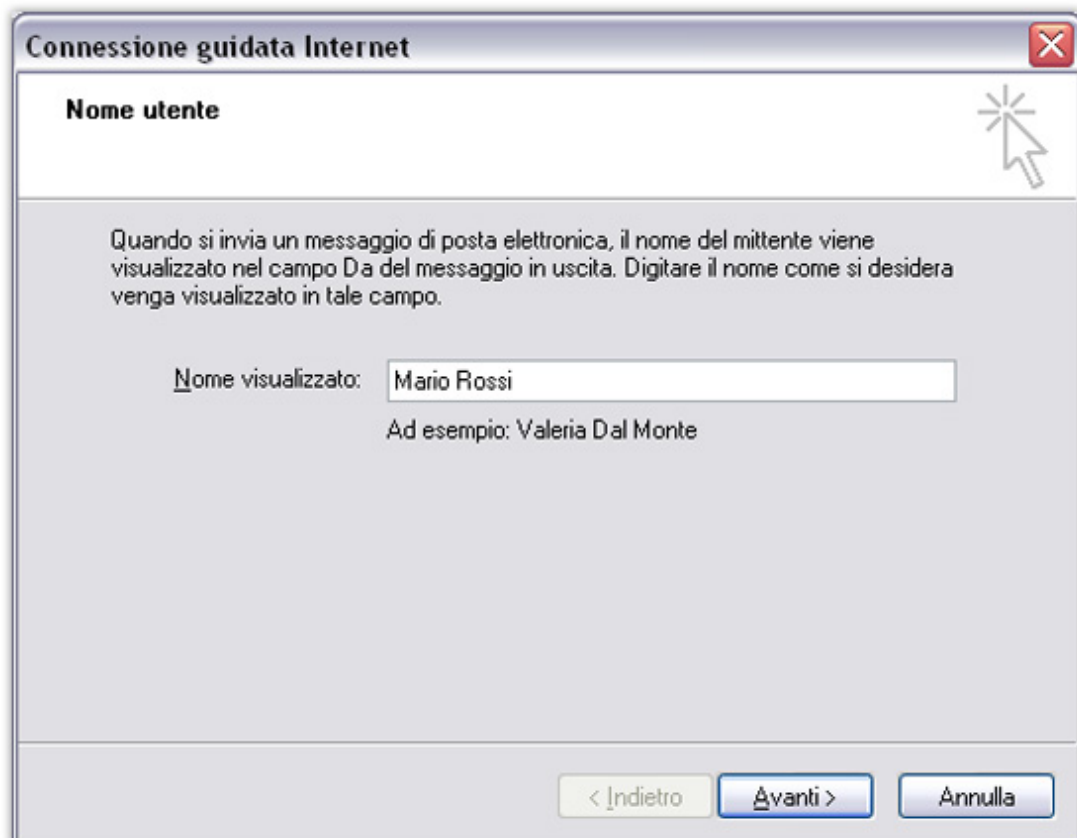 Connessione guidata Internet
Nome utente
Quando si invia un messaggio di posta elettronica, il nome del mittente viene
visualizzato nel campo Da del messaggio in uscita. Digitare il nome come si desidera
venga visualizzato in tale campo.
Nome visualizzato: Mario Rossi
Ad esempio: Valeria Dal Monte
< Indietro Avanti > Annulla